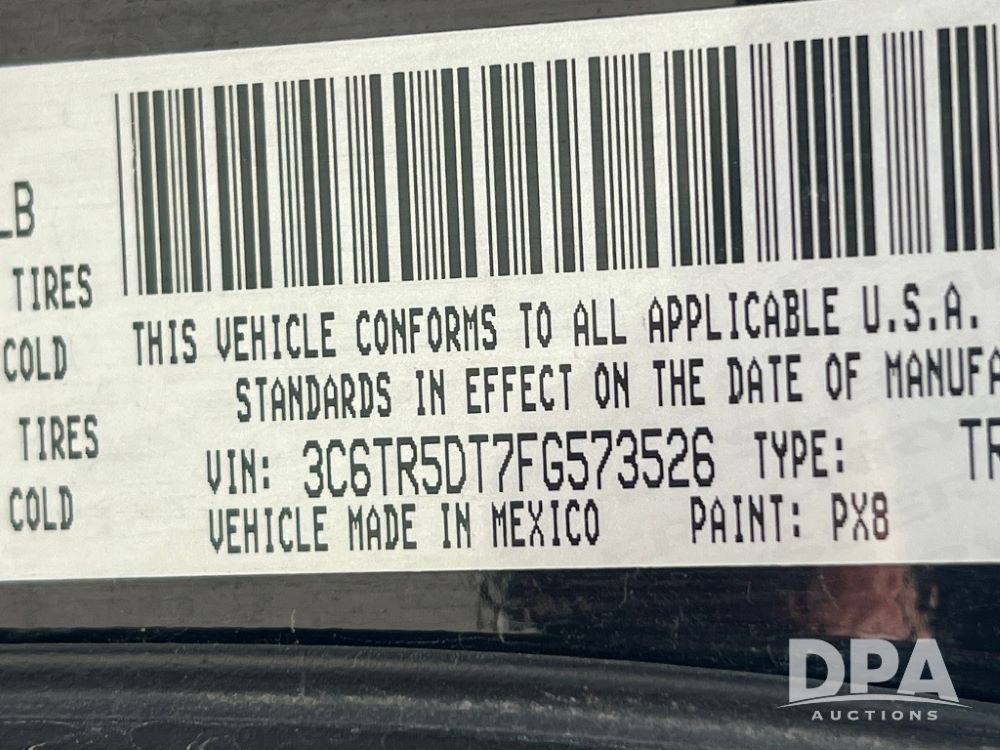 LB
TIRES
COLD
TIRES
COLD
THIS VEHICLE CONFORMS TO ALL APPLICABLE U.S.A.
STANDARDS IN EFFECT ON THE DATE OF MANUFA
VIN: 3C6TR5DT7FG573526 TYPE: TR
VEHICLE MADE IN MEXICO PAINT: PX8
DPA
AUCTIONS